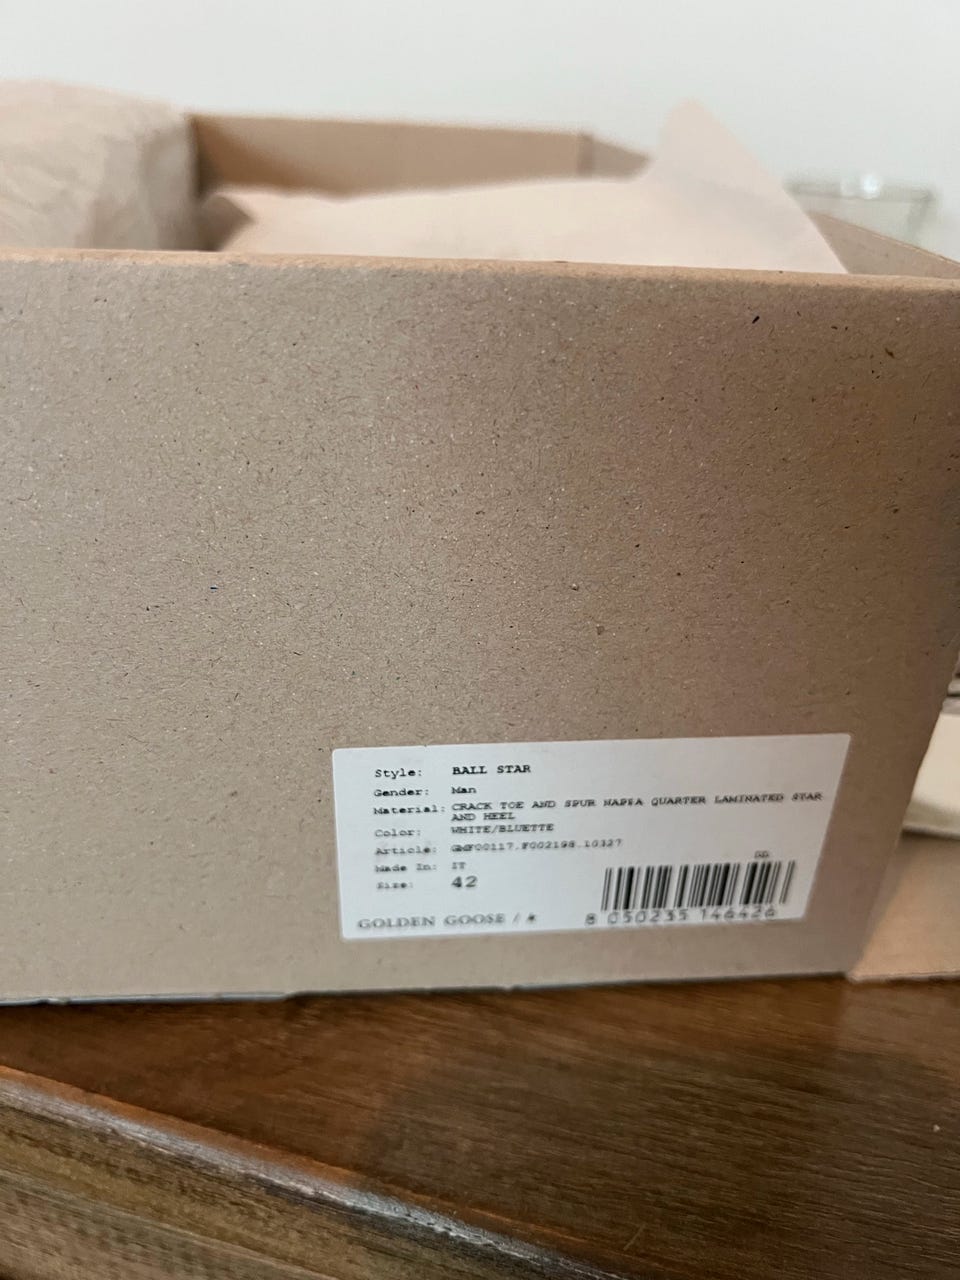 Style: BALL STAR
Gender: Man
Material: CRACK TOE AND SPUR NAPPA QUARTER LAMINATED STAR
AND HEEL
Color: WHITE/BLUETTE
Article: GMF00117.F002198.10327
Made In: IT
Size: 42
GOLDEN GOOSE / *
8 050235 146426